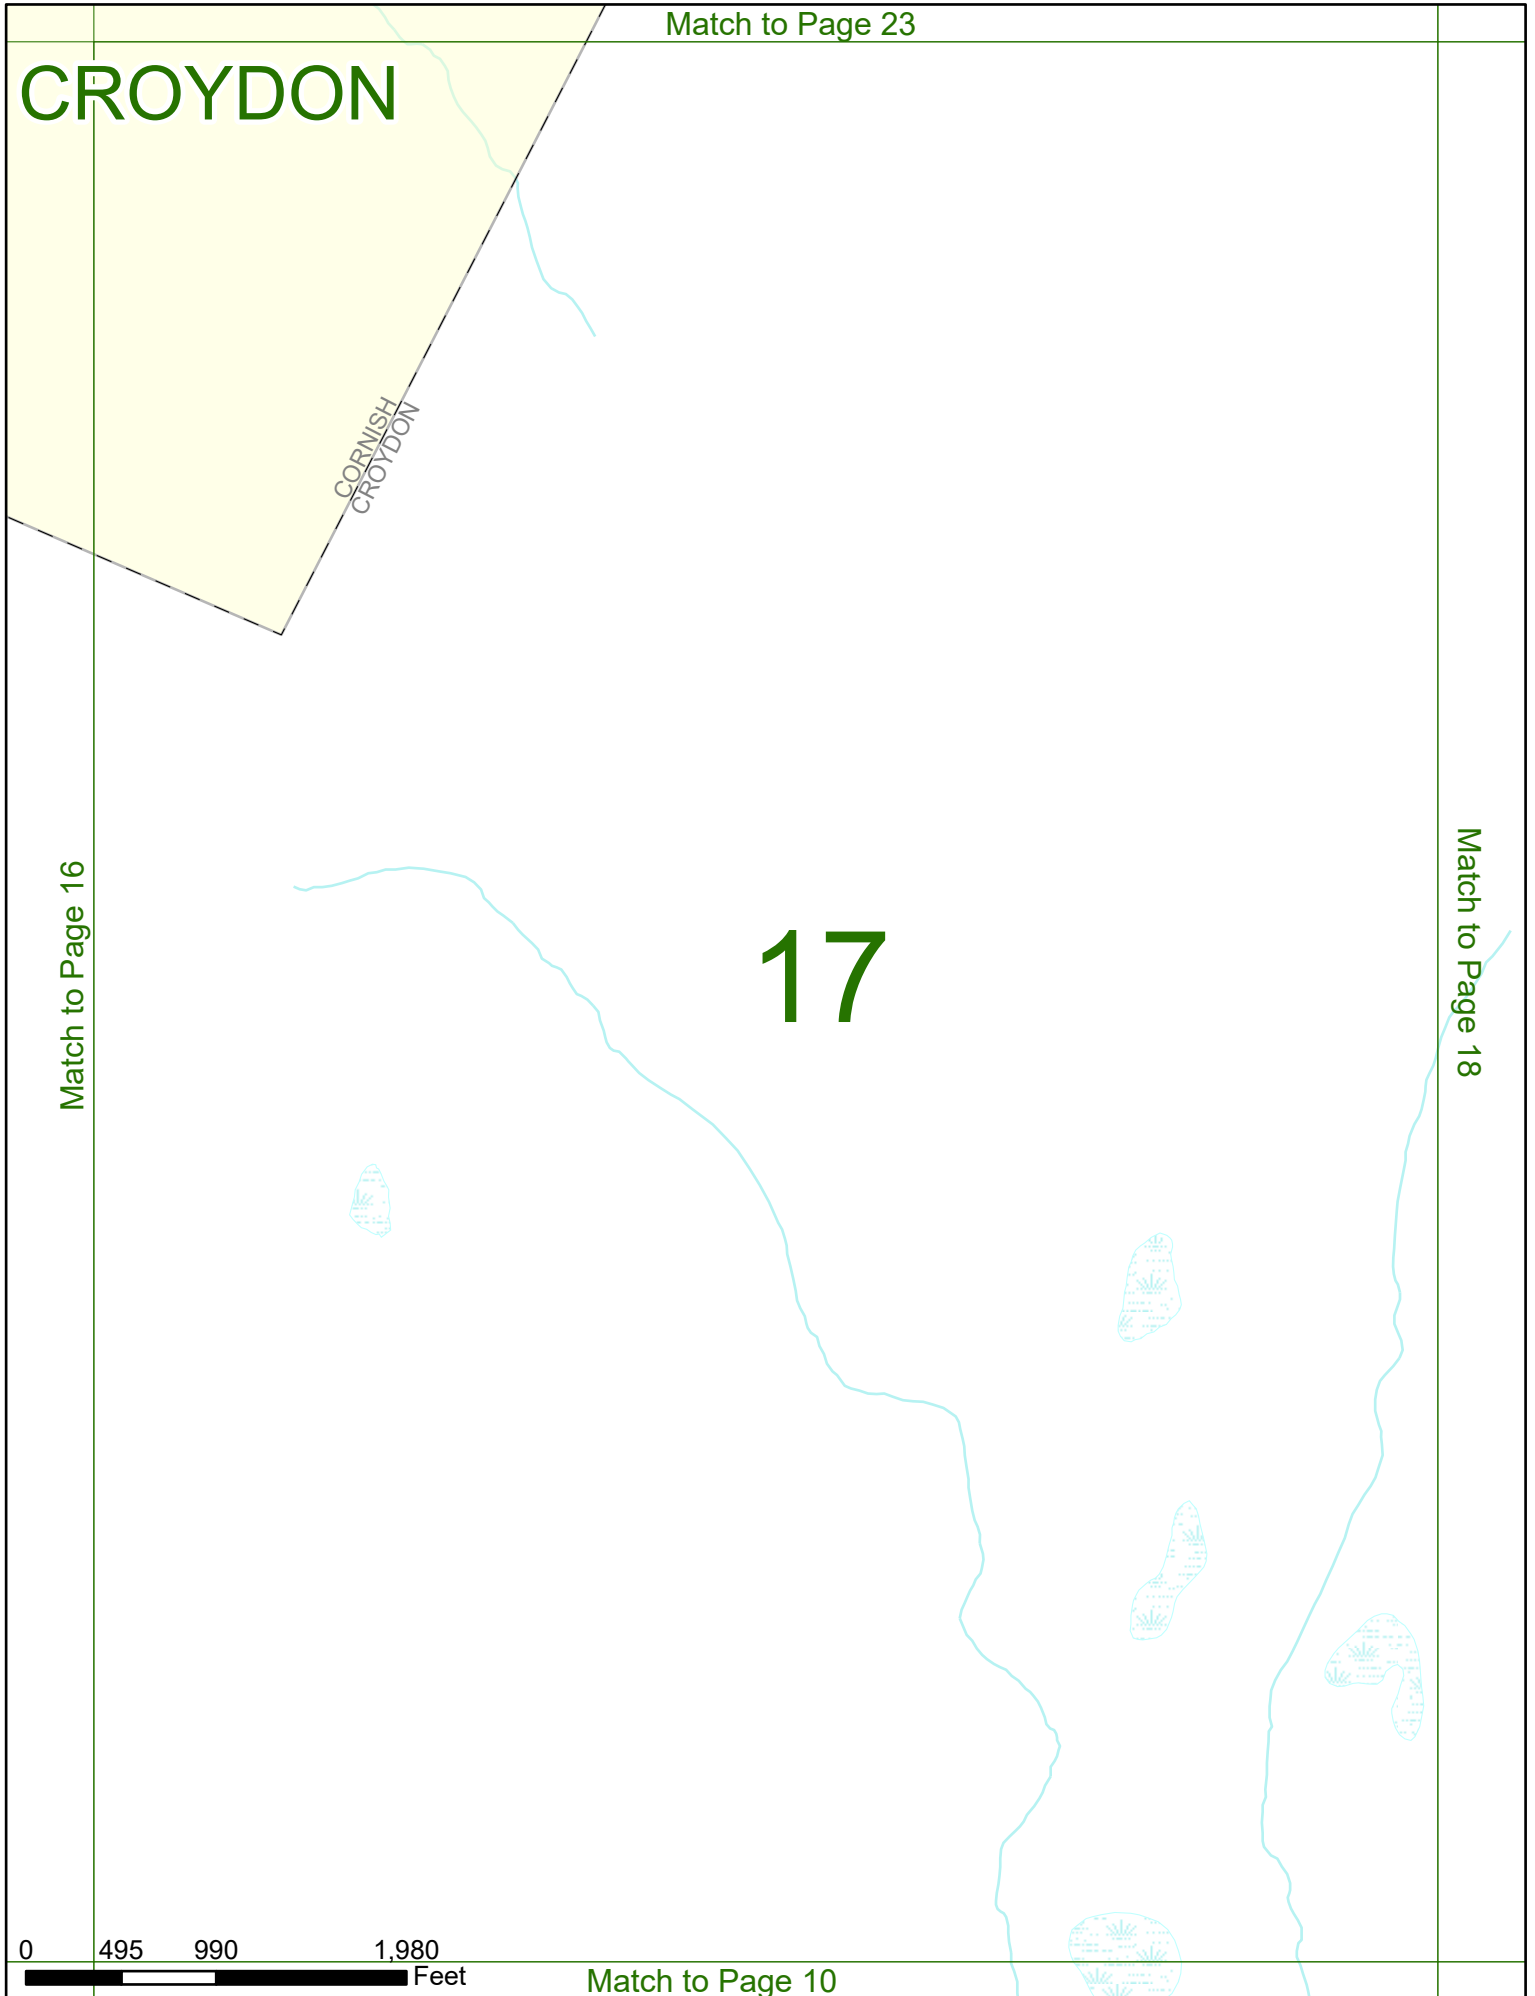 Match to Page 23
CROYDON
CORNISH
CROYDON
Match to Page 16
17
Match to Page 18
0 495 990 1,980
Feet
Match to Page 10